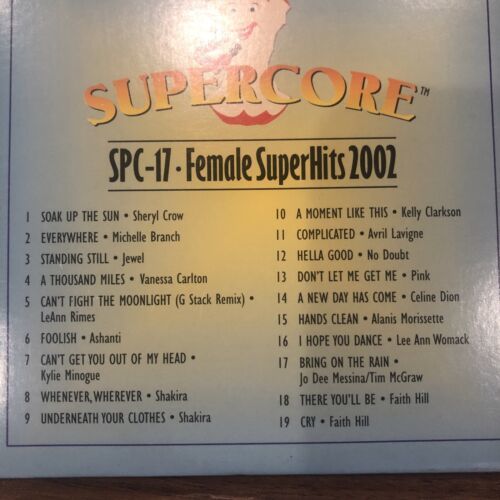 SUPERCORE™
SPC-17 • Female SuperHits 2002
1 SOAK UP THE SUN • Sheryl Crow
2 EVERYWHERE • Michelle Branch
3 STANDING STILL • Jewel
4 A THOUSAND MILES • Vanessa Carlton
5 CAN'T FIGHT THE MOONLIGHT (G Stack Remix) •
LeAnn Rimes
6 FOOLISH • Ashanti
7 CAN'T GET YOU OUT OF MY HEAD •
Kylie Minogue
8 WHENEVER, WHEREVER • Shakira
9 UNDERNEATH YOUR CLOTHES • Shakira
10 A MOMENT LIKE THIS • Kelly Clarkson
11 COMPLICATED • Avril Lavigne
12 HELLA GOOD • No Doubt
13 DON'T LET ME GET ME • Pink
14 A NEW DAY HAS COME • Celine Dion
15 HANDS CLEAN • Alanis Morissette
16 I HOPE YOU DANCE • Lee Ann Womack
17 BRING ON THE RAIN •
Jo Dee Messina/Tim McGraw
18 THERE YOU'LL BE • Faith Hill
19 CRY • Faith Hill